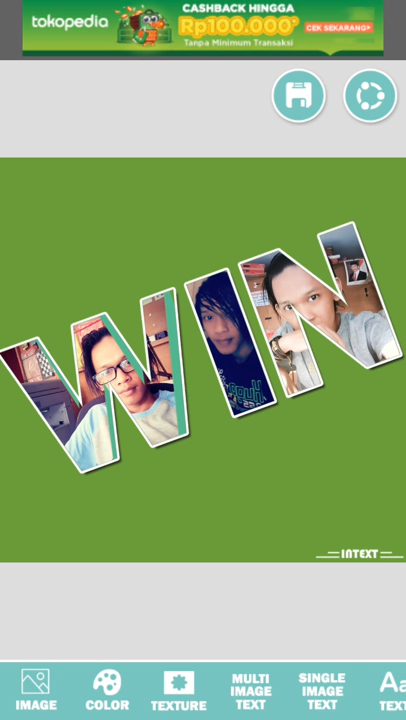 tokopedia
CASHBACK HINGGA
Rp100.000*
Tanpa Minimum Transaksi
CEK SEKARANG
WIN
INTEXT
IMAGE
COLOR
TEXTURE
MULTI
IMAGE
TEXT
SINGLE
IMAGE
TEXT
Aa
TEXT